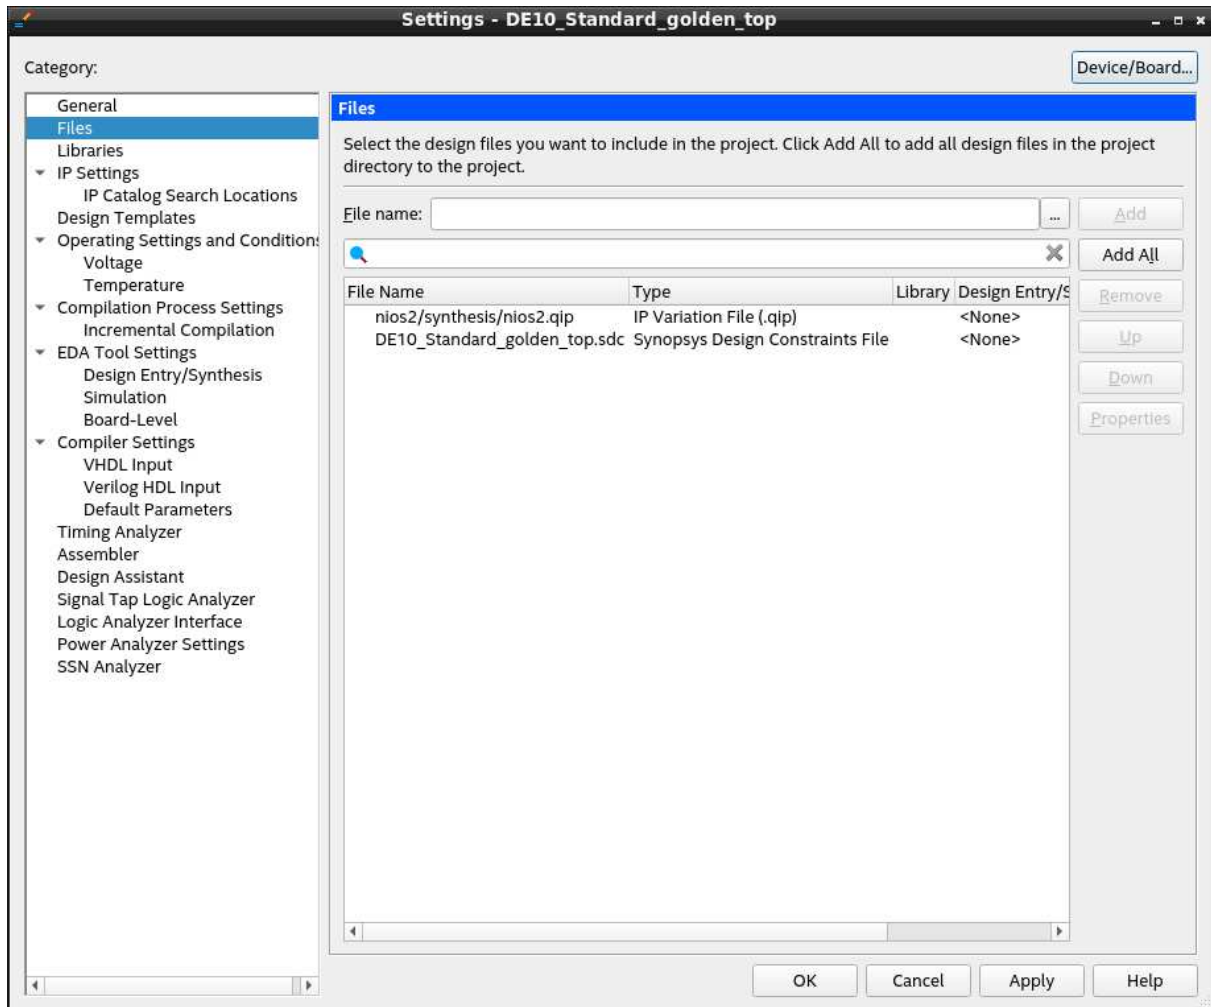 Settings - DE10_Standard_golden_top
Category:
Device/Board...
General
Files
Libraries
IP Settings
IP Catalog Search Locations
Design Templates
Operating Settings and Conditions
Voltage
Temperature
Compilation Process Settings
Incremental Compilation
EDA Tool Settings
Design Entry/Synthesis
Simulation
Board-Level
Compiler Settings
VHDL Input
Verilog HDL Input
Default Parameters
Timing Analyzer
Assembler
Design Assistant
Signal Tap Logic Analyzer
Logic Analyzer Interface
Power Analyzer Settings
SSN Analyzer
Files
Select the design files you want to include in the project. Click Add All to add all design files in the project
directory to the project.
File name: ... Add
Add All
File Name Type Library Design Entry/S
nios2/synthesis/nios2.qip IP Variation File (.qip) <None>
DE10_Standard_golden_top.sdc Synopsys Design Constraints File <None>
Remove
Up
Down
Properties
OK Cancel Apply Help